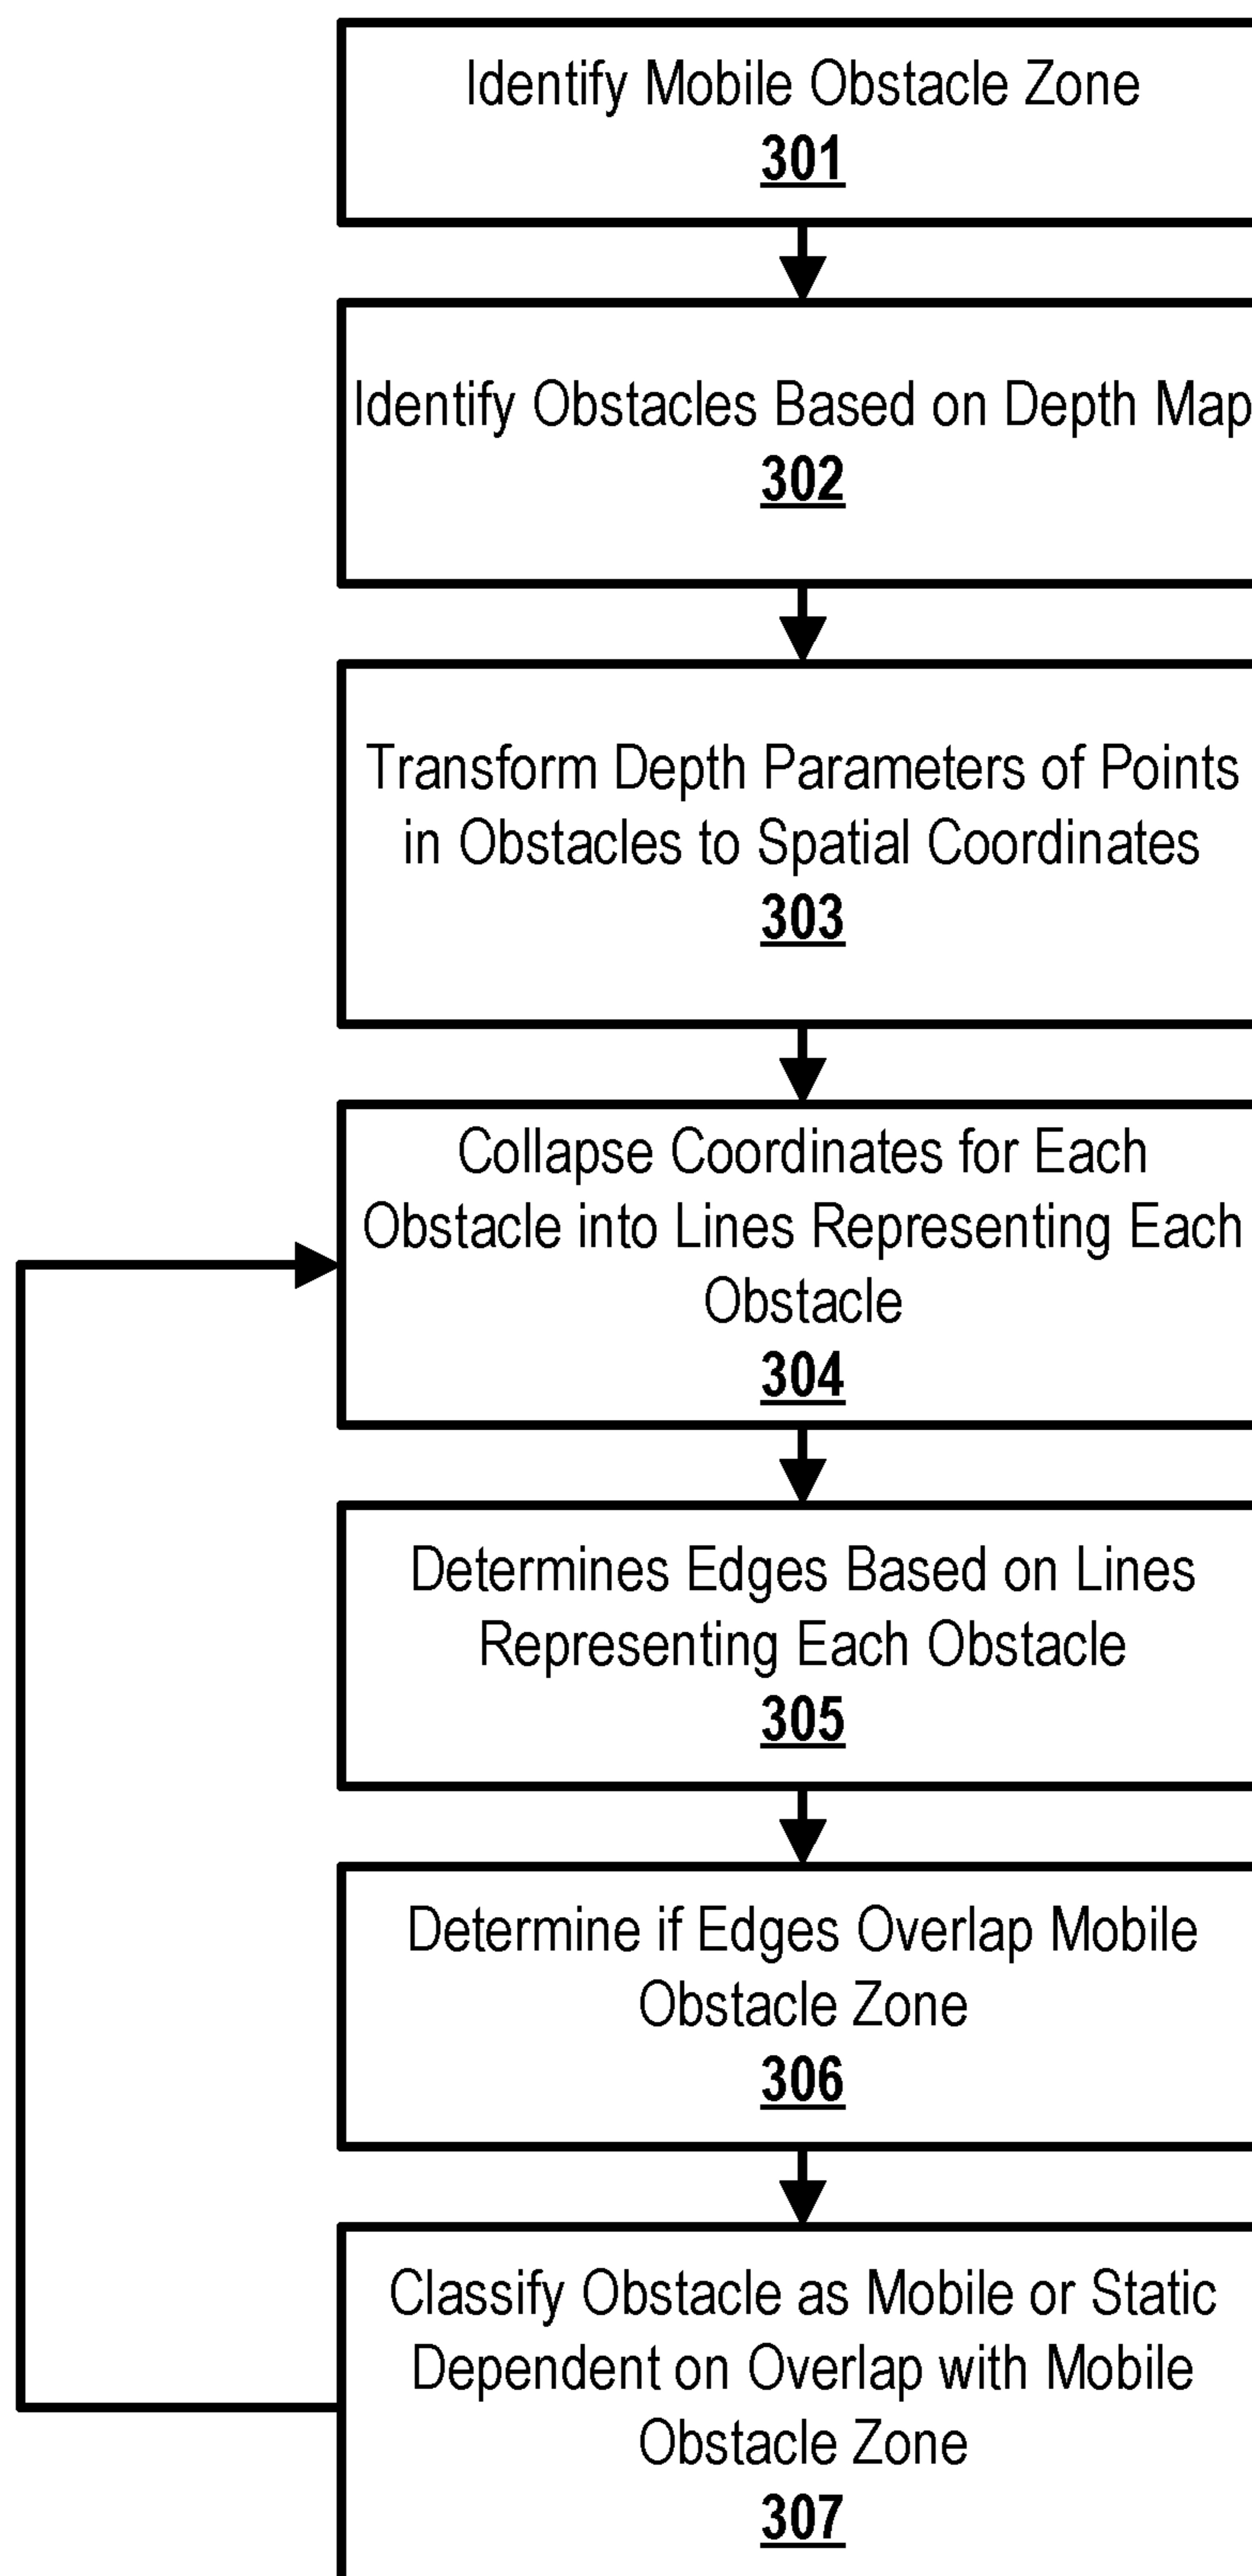 Identify Mobile Obstacle Zone
301
Identify Obstacles Based on Depth Map
302
Transform Depth Parameters of Points
in Obstacles to Spatial Coordinates
303
Collapse Coordinates for Each
Obstacle into Lines Representing Each
Obstacle
304
Determines Edges Based on Lines
Representing Each Obstacle
305
Determine if Edges Overlap Mobile
Obstacle Zone
306
Classify Obstacle as Mobile or Static
Dependent on Overlap with Mobile
Obstacle Zone
307